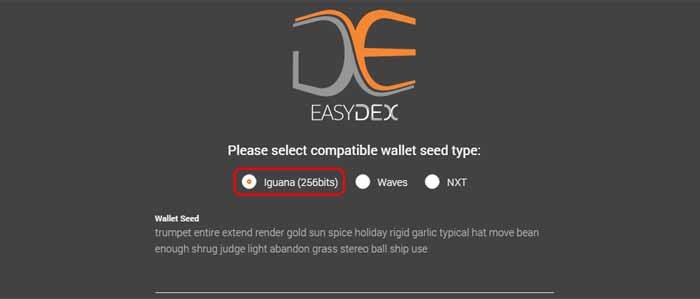 EASYDEX
Please select compatible wallet seed type:
Iguana (256bits) Waves NXT
Wallet Seed
trumpet entire extend render gold sun spice holiday rigid garlic typical hat move bean
enough shrug judge light abandon grass stereo ball ship use